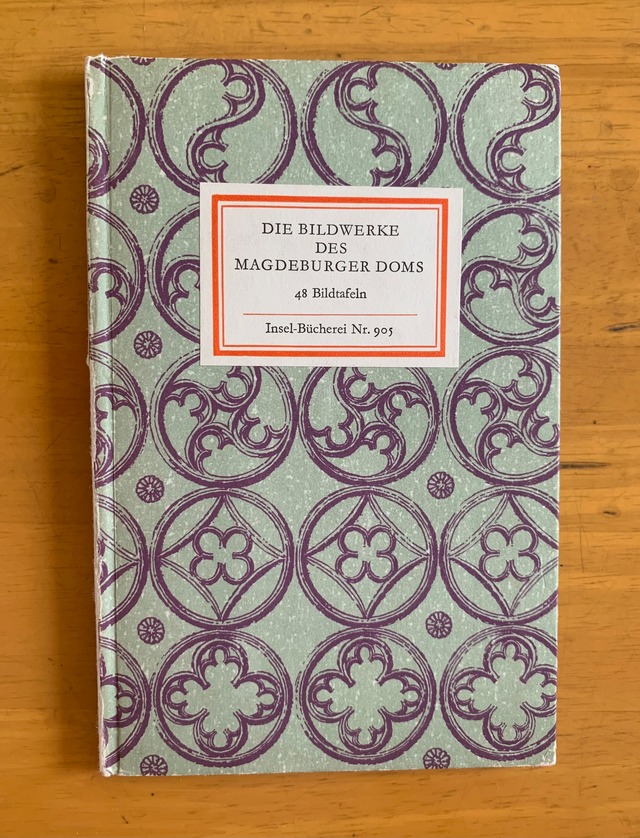 DIE BILDWERKE
DES
MAGDEBURGER DOMS
48 Bildtafeln
Insel-Bücherei Nr. 905